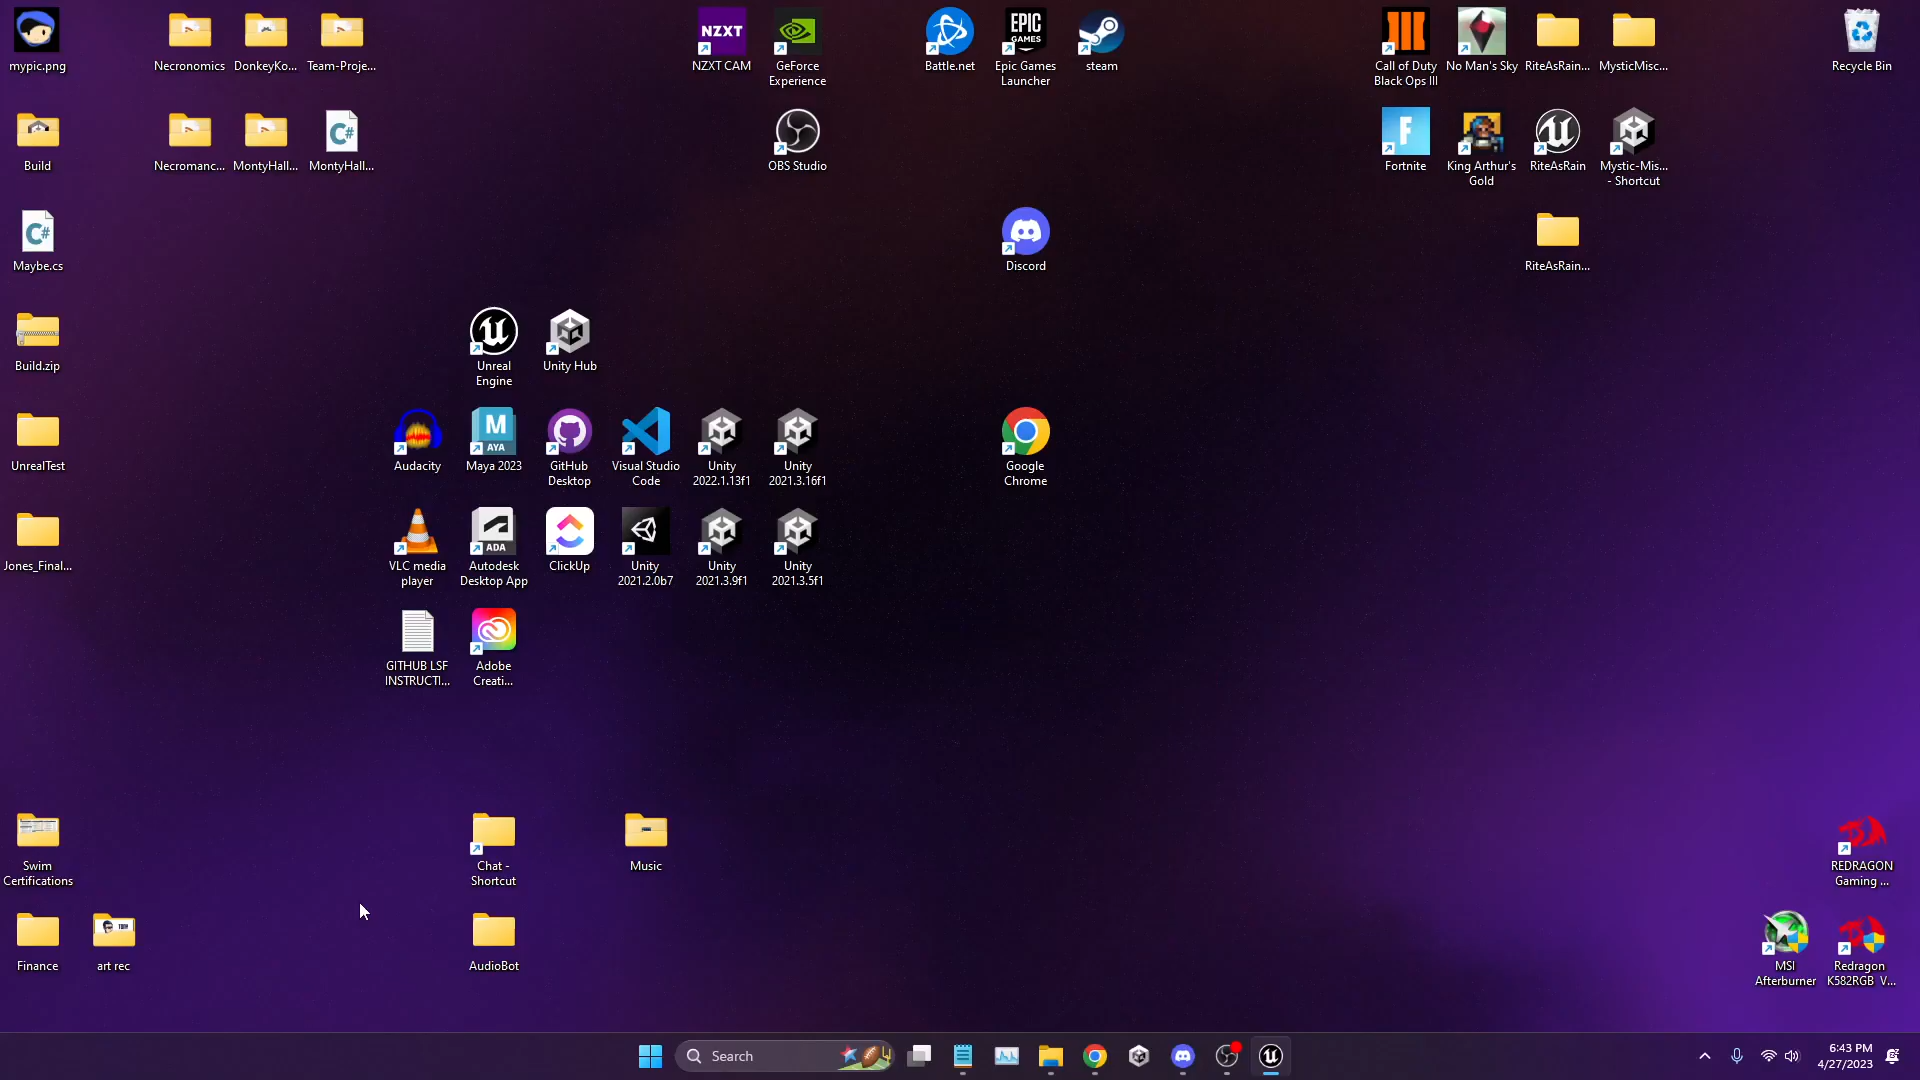 mypic.png
Necronomics
DonkeyKo...
Team-Proje...
NZXT
NZXT CAM
GeForce
Experience
Battle.net
EPIC
GAMES
Epic Games
Launcher
steam
Call of Duty
Black Ops III
No Man's Sky
RiteAsRain...
MysticMisc...
Recycle Bin
Build
Necromanc...
MontyHall...
C#
MontyHall...
OBS Studio
F
Fortnite
King Arthur's
Gold
RiteAsRain
Mystic-Mis...
- Shortcut
C#
Maybe.cs
Discord
RiteAsRain...
Build.zip
Unreal
Engine
Unity Hub
UnrealTest
Audacity
M
AYA
Maya 2023
GitHub
Desktop
Visual Studio
Code
Unity
2022.1.13f1
Unity
2021.3.16f1
Google
Chrome
Jones_Final...
VLC media
player
ADA
Autodesk
Desktop App
ClickUp
Unity
2021.2.0b7
Unity
2021.3.9f1
Unity
2021.3.5f1
GITHUB LSF
INSTRUCTI...
Adobe
Creati...
Swim
Certifications
Chat -
Shortcut
Music
REDRAGON
Gaming ...
Finance
art rec
AudioBot
MSI
Afterburner
Redragon
K582RGB V...
Search
6:43 PM
4/27/2023